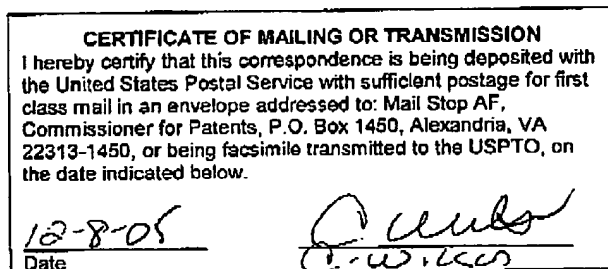 CERTIFICATE OF MAILING OR TRANSMISSION
I hereby certify that this correspondence is being deposited with
the United States Postal Service with sufficient postage for first
class mail in an envelope addressed to: Mail Stop AF,
Commissioner for Patents, P.O. Box 1450, Alexandria, VA
22313-1450, or being facsimile transmitted to the USPTO, on
the date indicated below.
12-8-05
Date